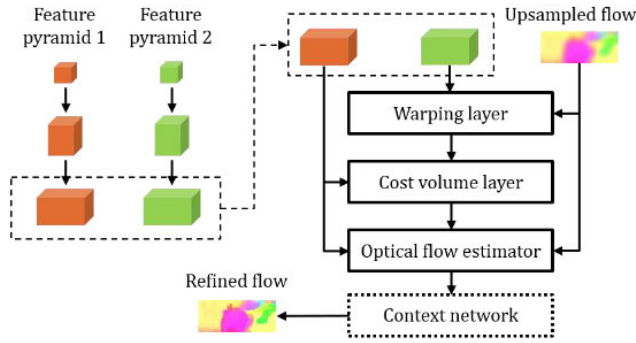 Feature
pyramid 1
Feature
pyramid 2
Upsampled flow
Warping layer
Cost volume layer
Optical flow estimator
Refined flow
Context network